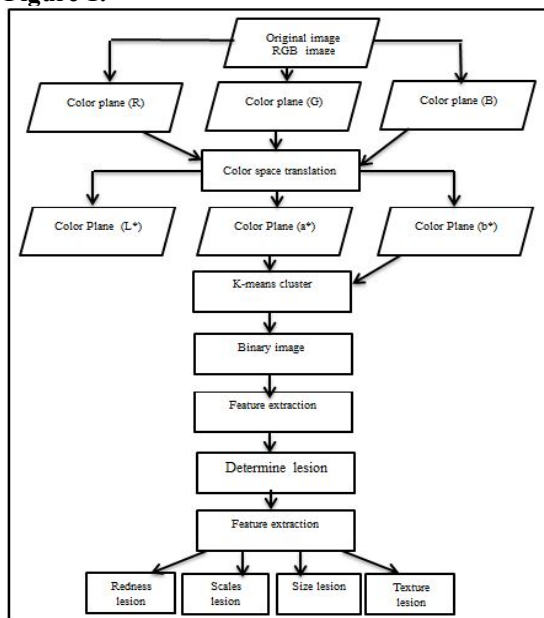 Figure 1.
Original image
RGB image
Color plane (R)
Color plane (G)
Color plane (B)
Color space translation
Color Plane (L*)
Color Plane (a*)
Color Plane (b*)
K-means cluster
Binary image
Feature extraction
Determine lesion
Feature extraction
Redness
lesion
Scales
lesion
Size lesion
Texture
lesion